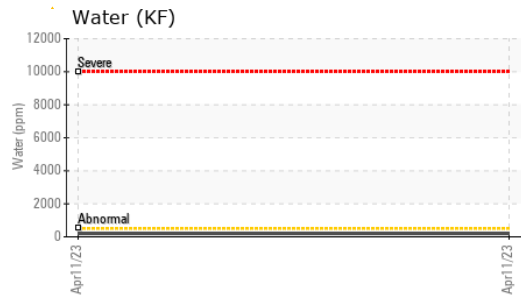 Water (KF)
12000
Severe
10000
8000
Water (ppm)
6000
4000
2000
Abnormal
0
Apr11/23
Apr11/23